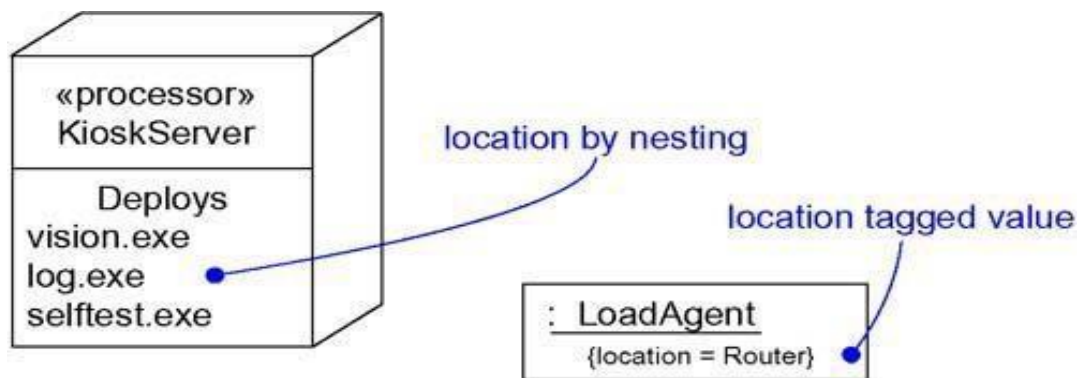 «processor»
KioskServer
Deploys
vision.exe
log.exe
selftest.exe
location by nesting
location tagged value
: LoadAgent
{location = Router}